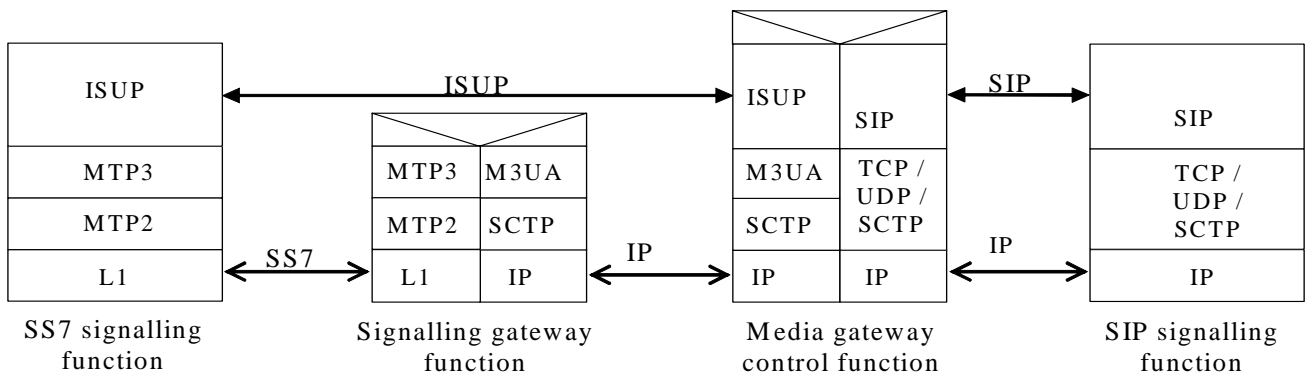 ISUP
MTP3
MTP2
L1
SS7 signalling
function
ISUP
SS7
MTP3 M3UA
MTP2 SCTP
L1 IP
Signalling gateway
function
IP
ISUP
SIP
M3UA
SCTP
TCP /
UDP /
SCTP
IP IP
Media gateway
control function
SIP
IP
SIP
TCP /
UDP /
SCTP
IP
SIP signalling
function